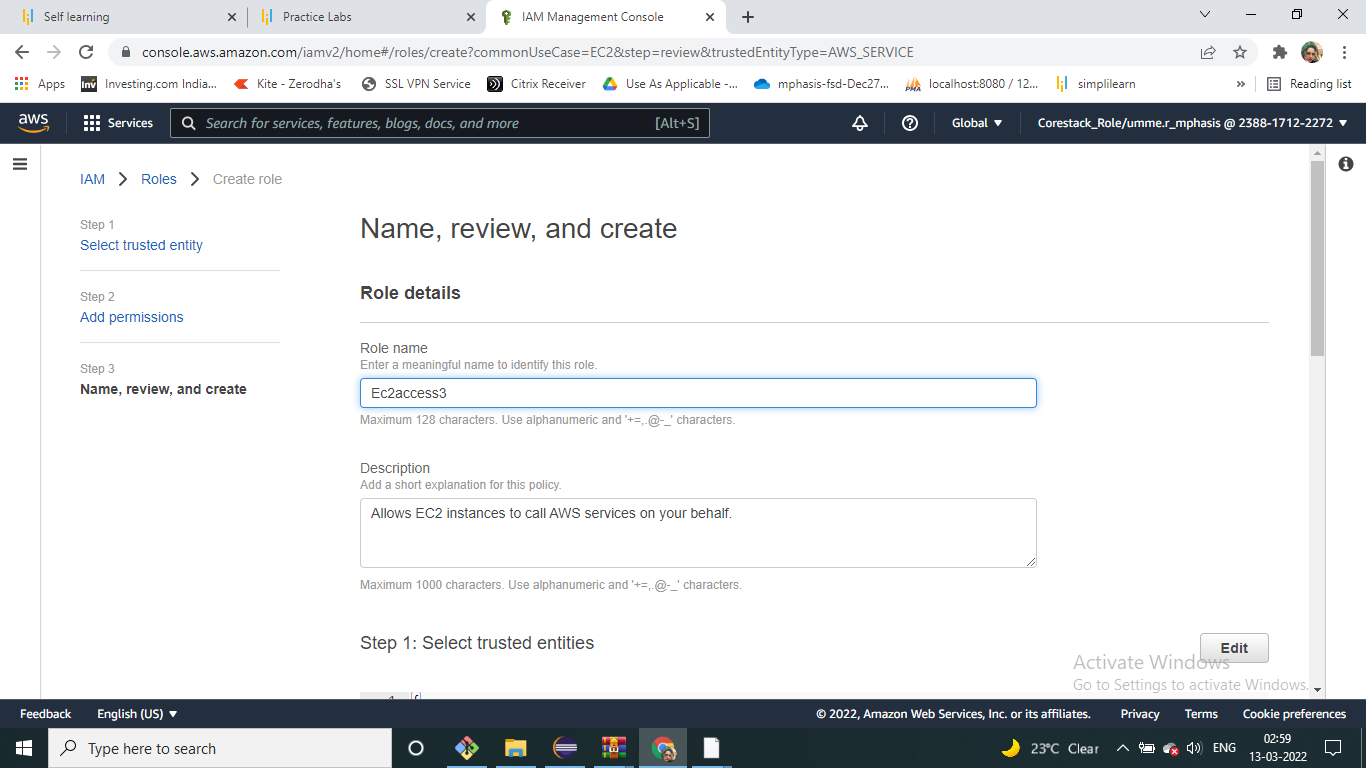 Self learning
Practice Labs
IAM Management Console
console.aws.amazon.com/iamv2/home#/roles/create?commonUseCase=EC2&step=review&trustedEntityType=AWS_SERVICE
Apps
inv Investing.com India...
Kite - Zerodha's
SSL VPN Service
Citrix Receiver
Use As Applicable -...
mphasis-fsd-Dec27...
localhost:8080 / 12...
simplilearn
»
Reading list
aws
Services
Search for services, features, blogs, docs, and more [Alt+S]
Global
Corestack_Role/umme.r_mphasis @ 2388-1712-2272
IAM > Roles > Create role
Step 1
Select trusted entity
Step 2
Add permissions
Step 3
Name, review, and create
Name, review, and create
Role details
Role name
Enter a meaningful name to identify this role.
Ec2access3
Maximum 128 characters. Use alphanumeric and '+=,.@-_' characters.
Description
Add a short explanation for this policy.
Allows EC2 instances to call AWS services on your behalf.
Maximum 1000 characters. Use alphanumeric and '+=,.@-_' characters.
Step 1: Select trusted entities
Edit
Activate Windows
Go to Settings to activate Windows.
Feedback
English (US)
© 2022, Amazon Web Services, Inc. or its affiliates.
Privacy
Terms
Cookie preferences
Type here to search
23°C Clear
ENG
02:59
13-03-2022